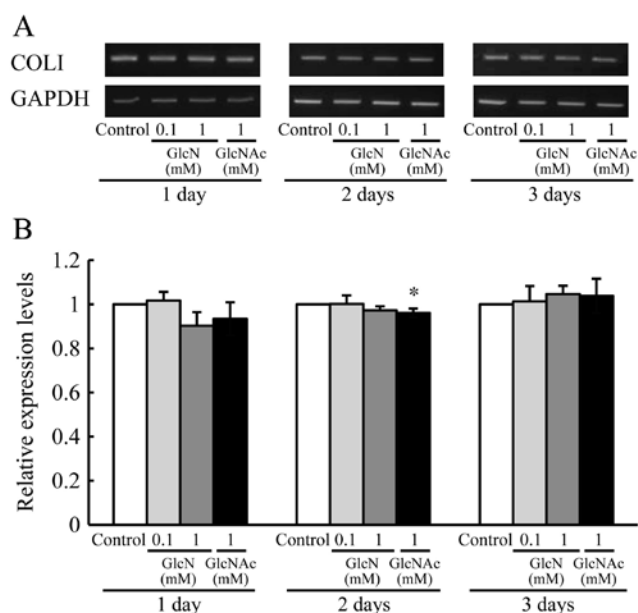 A
COLI
GAPDH
Control 0.1 1 1 Control 0.1 1 1 Control 0.1 1 1
GlcN GlcNAc GlcN GlcNAc GlcN GlcNAc
(mM) (mM) (mM) (mM) (mM) (mM)
1 day 2 days 3 days
B
Relative expression levels
1.2
1
0.8
0.6
0.4
0.2
0
*
Control 0.1 1 1 Control 0.1 1 1 Control 0.1 1 1
GlcN GlcNAc GlcN GlcNAc GlcN GlcNAc
(mM) (mM) (mM) (mM) (mM) (mM)
1 day 2 days 3 days